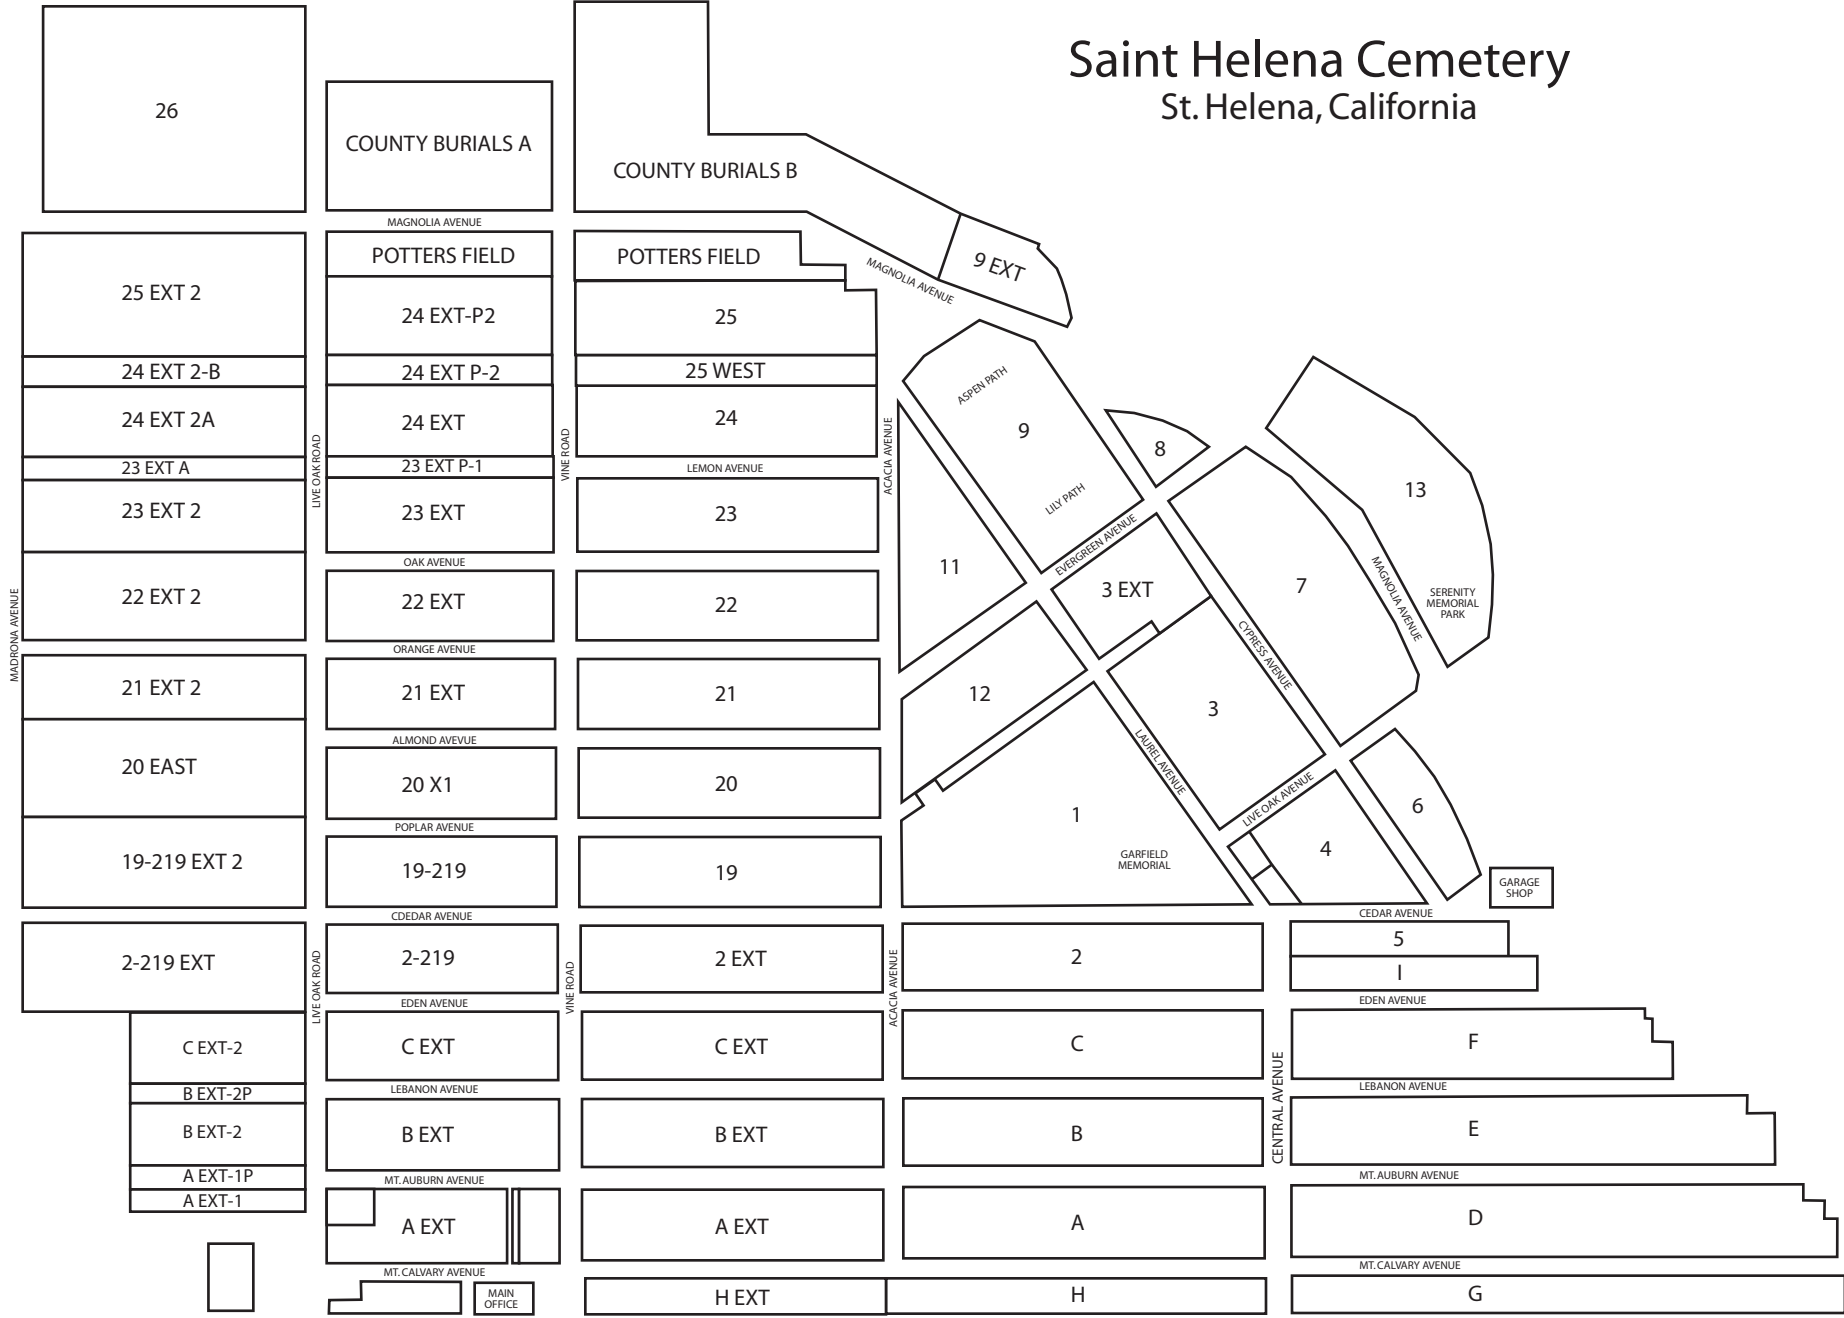 Saint Helena Cemetery
St. Helena, California
26
COUNTY BURIALS A
COUNTY BURIALS B
MAGNOLIA AVENUE
POTTERS FIELD
POTTERS FIELD
MAGNOLIA AVENUE
9 EXT
25 EXT 2
24 EXT-P2
25
24 EXT 2-B
24 EXT P-2
25 WEST
ASPEN PATH
24 EXT 2A
24 EXT
24
9
8
LIVE OAK ROAD
VINE ROAD
ACACIA AVENUE
23 EXT A
23 EXT P-1
LEMON AVENUE
LILY PATH
13
23 EXT 2
23 EXT
23
EVERGREEN AVENUE
OAK AVENUE
11
MADRONA AVENUE
22 EXT 2
22 EXT
22
3 EXT
7
MAGNOLIA AVENUE
SERENITY
MEMORIAL
PARK
ORANGE AVENUE
CYPRESS AVENUE
21 EXT 2
21 EXT
21
12
3
ALMOND AVEVUE
LAUREL AVENUE
20 EAST
20 X1
20
LIVE OAK AVENUE
1
6
POPLAR AVENUE
19-219 EXT 2
19-219
19
GARFIELD
MEMORIAL
4
GARAGE
SHOP
CDEDAR AVENUE
CEDAR AVENUE
2-219 EXT
2-219
2 EXT
2
5
I
LIVE OAK ROAD
VINE ROAD
ACACIA AVENUE
EDEN AVENUE
EDEN AVENUE
C EXT-2
C EXT
C EXT
C
F
B EXT-2P
LEBANON AVENUE
CENTRAL AVENUE
LEBANON AVENUE
B EXT-2
B EXT
B EXT
B
E
A EXT-1P
MT. AUBURN AVENUE
MT. AUBURN AVENUE
A EXT-1
A EXT
A EXT
A
D
MT. CALVARY AVENUE
MT. CALVARY AVENUE
MAIN
OFFICE
H EXT
H
G